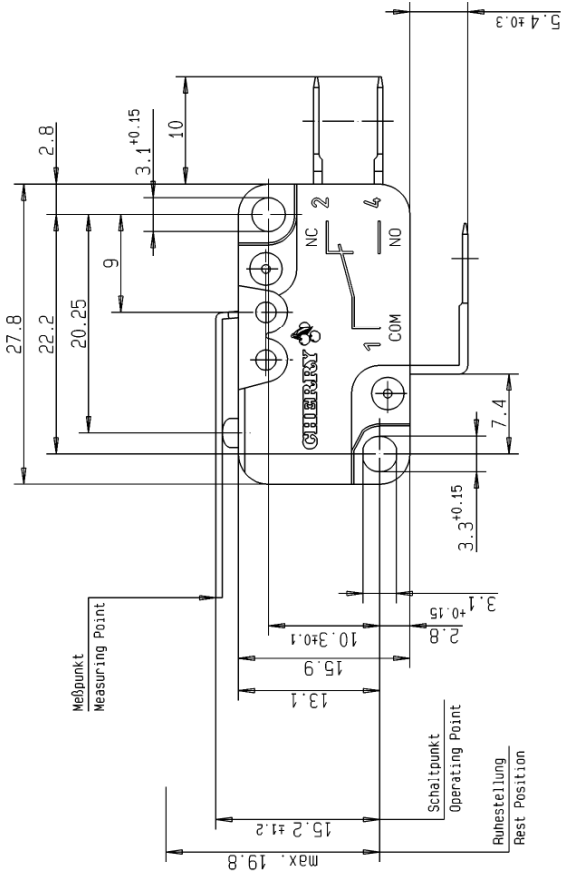 5.4±0.3
2.8
3.1+0.15
10
27.8
22.2
20.25
9
NC
2
4
NO
1
COM
CHERRY
7.4
3.3+0.15
3.1+0.15
2.8
10.3±0.1
15.9
13.1
Meßpunkt
Measuring Point
15.2 ±1.2
max. 19.8
Schaltpunkt
Operating Point
Ruhestellung
Rest Position